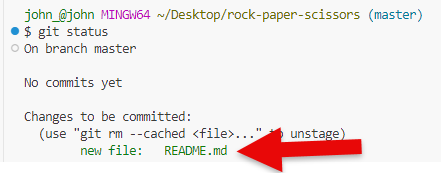 john_@john MINGW64 ~/Desktop/rock-paper-scissors (master)
$ git status
On branch master
No commits yet
Changes to be committed:
(use "git rm --cached <file>..." to unstage)
new file: README.md